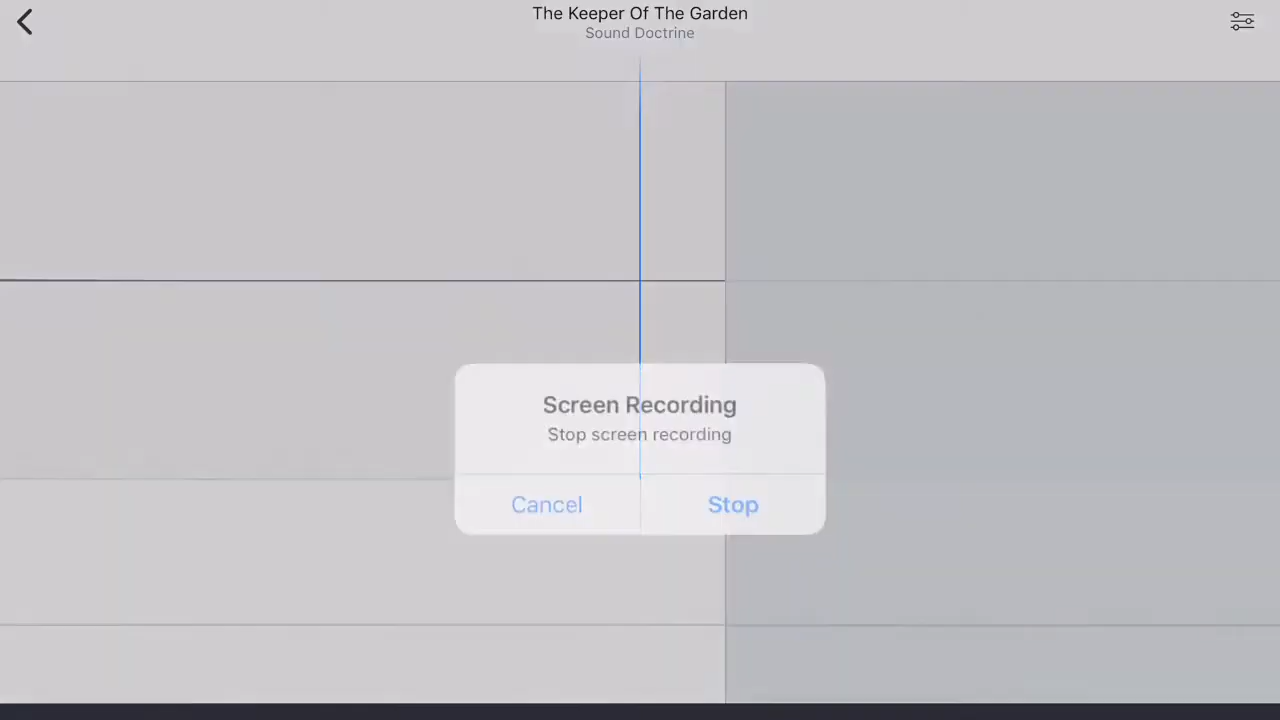 The Keeper Of The Garden
Sound Doctrine
Screen Recording
Stop screen recording
Cancel
Stop